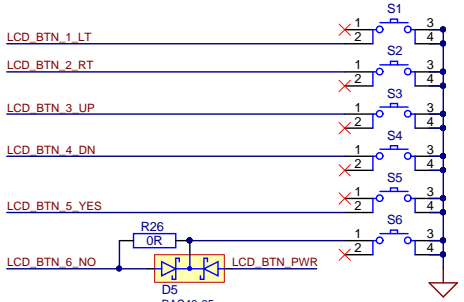 S1
1 3
LCD_BTN_1_LT 2 4
S2
LCD_BTN_2_RT 1 3
2 4
S3
LCD_BTN_3_UP 1 3
2 4
S4
LCD_BTN_4_DN 1 3
2 4
S5
1 3
LCD_BTN_5_YES 2 4
S6
R26
0R 1 3
2 4
LCD_BTN_6_NO LCD_BTN_PWR
D5